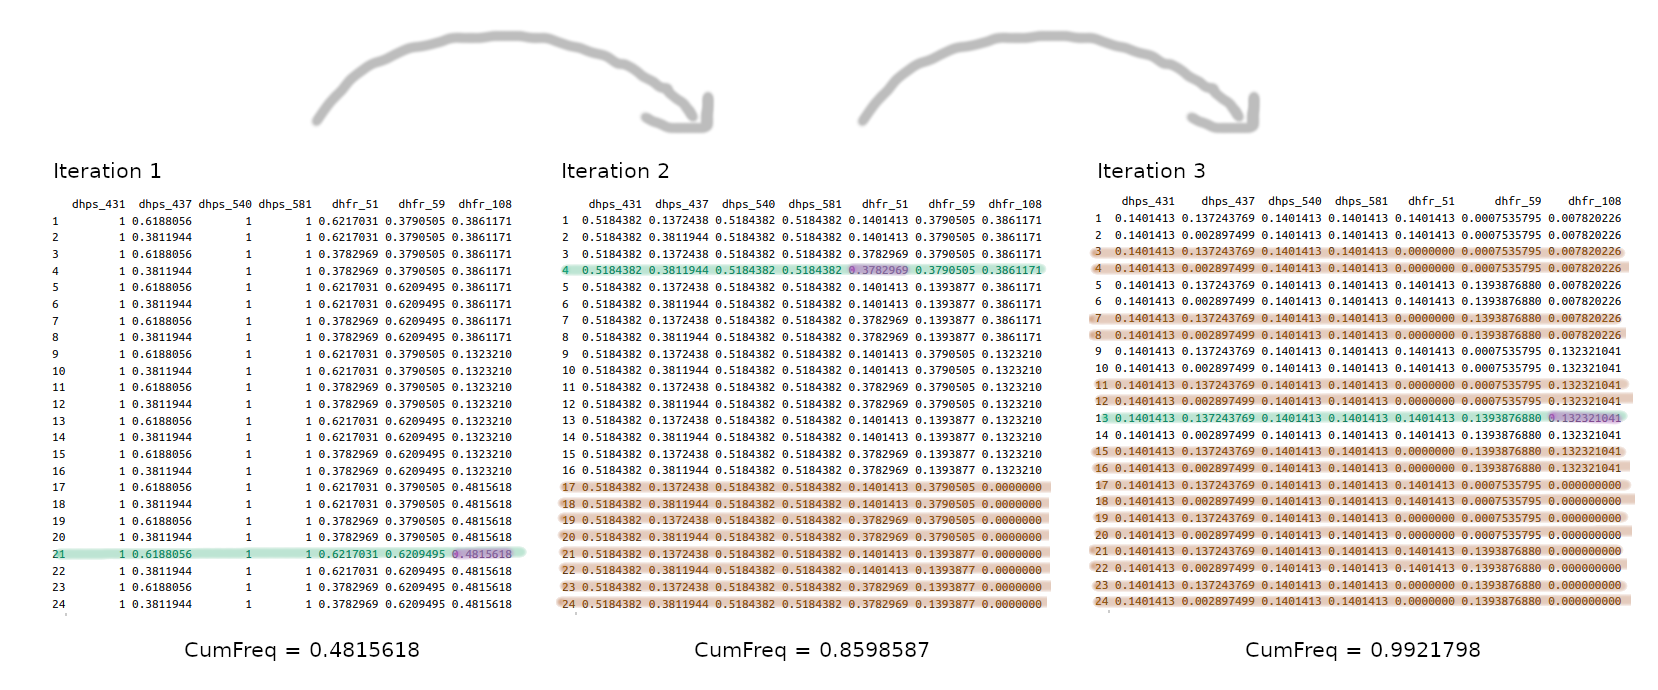 Iteration 1
dhps_431 dhps_437 dhps_540 dhps_581 dhfr_51 dhfr_59 dhfr_108
1 1 0.6188056 1 1 0.6217031 0.3790505 0.3861171
2 1 0.3811944 1 1 0.6217031 0.3790505 0.3861171
3 1 0.6188056 1 1 0.3782969 0.3790505 0.3861171
4 1 0.3811944 1 1 0.3782969 0.3790505 0.3861171
5 1 0.6188056 1 1 0.6217031 0.6209495 0.3861171
6 1 0.3811944 1 1 0.6217031 0.6209495 0.3861171
7 1 0.6188056 1 1 0.3782969 0.6209495 0.3861171
8 1 0.3811944 1 1 0.3782969 0.6209495 0.3861171
9 1 0.6188056 1 1 0.6217031 0.3790505 0.1323210
10 1 0.3811944 1 1 0.6217031 0.3790505 0.1323210
11 1 0.6188056 1 1 0.3782969 0.3790505 0.1323210
12 1 0.3811944 1 1 0.3782969 0.3790505 0.1323210
13 1 0.6188056 1 1 0.6217031 0.6209495 0.1323210
14 1 0.3811944 1 1 0.6217031 0.6209495 0.1323210
15 1 0.6188056 1 1 0.3782969 0.6209495 0.1323210
16 1 0.3811944 1 1 0.3782969 0.6209495 0.1323210
17 1 0.6188056 1 1 0.6217031 0.3790505 0.4815618
18 1 0.3811944 1 1 0.6217031 0.3790505 0.4815618
19 1 0.6188056 1 1 0.3782969 0.3790505 0.4815618
20 1 0.3811944 1 1 0.3782969 0.3790505 0.4815618
21 1 0.6188056 1 1 0.6217031 0.6209495 0.4815618
22 1 0.3811944 1 1 0.6217031 0.6209495 0.4815618
23 1 0.6188056 1 1 0.3782969 0.6209495 0.4815618
24 1 0.3811944 1 1 0.3782969 0.6209495 0.4815618
CumFreq = 0.4815618
Iteration 2
dhps_431 dhps_437 dhps_540 dhps_581 dhfr_51 dhfr_59 dhfr_108
1 0.5184382 0.1372438 0.5184382 0.5184382 0.1401413 0.3790505 0.3861171
2 0.5184382 0.3811944 0.5184382 0.5184382 0.1401413 0.3790505 0.3861171
3 0.5184382 0.1372438 0.5184382 0.5184382 0.3782969 0.3790505 0.3861171
4 0.5184382 0.3811944 0.5184382 0.5184382 0.3782969 0.3790505 0.3861171
5 0.5184382 0.1372438 0.5184382 0.5184382 0.1401413 0.1393877 0.3861171
6 0.5184382 0.3811944 0.5184382 0.5184382 0.1401413 0.1393877 0.3861171
7 0.5184382 0.1372438 0.5184382 0.5184382 0.3782969 0.1393877 0.3861171
8 0.5184382 0.3811944 0.5184382 0.5184382 0.3782969 0.1393877 0.3861171
9 0.5184382 0.1372438 0.5184382 0.5184382 0.1401413 0.3790505 0.1323210
10 0.5184382 0.3811944 0.5184382 0.5184382 0.1401413 0.3790505 0.1323210
11 0.5184382 0.1372438 0.5184382 0.5184382 0.3782969 0.3790505 0.1323210
12 0.5184382 0.3811944 0.5184382 0.5184382 0.3782969 0.3790505 0.1323210
13 0.5184382 0.1372438 0.5184382 0.5184382 0.1401413 0.1393877 0.1323210
14 0.5184382 0.3811944 0.5184382 0.5184382 0.1401413 0.1393877 0.1323210
15 0.5184382 0.1372438 0.5184382 0.5184382 0.3782969 0.1393877 0.1323210
16 0.5184382 0.3811944 0.5184382 0.5184382 0.3782969 0.1393877 0.1323210
17 0.5184382 0.1372438 0.5184382 0.5184382 0.1401413 0.3790505 0.0000000
18 0.5184382 0.3811944 0.5184382 0.5184382 0.1401413 0.3790505 0.0000000
19 0.5184382 0.1372438 0.5184382 0.5184382 0.3782969 0.3790505 0.0000000
20 0.5184382 0.3811944 0.5184382 0.5184382 0.3782969 0.3790505 0.0000000
21 0.5184382 0.1372438 0.5184382 0.5184382 0.1401413 0.1393877 0.0000000
22 0.5184382 0.3811944 0.5184382 0.5184382 0.1401413 0.1393877 0.0000000
23 0.5184382 0.1372438 0.5184382 0.5184382 0.3782969 0.1393877 0.0000000
24 0.5184382 0.3811944 0.5184382 0.5184382 0.3782969 0.1393877 0.0000000
CumFreq = 0.8598587
Iteration 3
dhps_431 dhps_437 dhps_540 dhps_581 dhfr_51 dhfr_59 dhfr_108
1 0.1401413 0.137243769 0.1401413 0.1401413 0.1401413 0.0007535795 0.007820226
2 0.1401413 0.002897499 0.1401413 0.1401413 0.1401413 0.0007535795 0.007820226
3 0.1401413 0.137243769 0.1401413 0.1401413 0.0000000 0.0007535795 0.007820226
4 0.1401413 0.002897499 0.1401413 0.1401413 0.0000000 0.0007535795 0.007820226
5 0.1401413 0.137243769 0.1401413 0.1401413 0.1401413 0.1393876880 0.007820226
6 0.1401413 0.002897499 0.1401413 0.1401413 0.1401413 0.1393876880 0.007820226
7 0.1401413 0.137243769 0.1401413 0.1401413 0.0000000 0.1393876880 0.007820226
8 0.1401413 0.002897499 0.1401413 0.1401413 0.0000000 0.1393876880 0.007820226
9 0.1401413 0.137243769 0.1401413 0.1401413 0.1401413 0.0007535795 0.132321041
10 0.1401413 0.002897499 0.1401413 0.1401413 0.1401413 0.0007535795 0.132321041
11 0.1401413 0.137243769 0.1401413 0.1401413 0.0000000 0.0007535795 0.132321041
12 0.1401413 0.002897499 0.1401413 0.1401413 0.0000000 0.0007535795 0.132321041
13 0.1401413 0.137243769 0.1401413 0.1401413 0.1401413 0.1393876880 0.132321041
14 0.1401413 0.002897499 0.1401413 0.1401413 0.1401413 0.1393876880 0.132321041
15 0.1401413 0.137243769 0.1401413 0.1401413 0.0000000 0.1393876880 0.132321041
16 0.1401413 0.002897499 0.1401413 0.1401413 0.0000000 0.1393876880 0.132321041
17 0.1401413 0.137243769 0.1401413 0.1401413 0.1401413 0.0007535795 0.000000000
18 0.1401413 0.002897499 0.1401413 0.1401413 0.1401413 0.0007535795 0.000000000
19 0.1401413 0.137243769 0.1401413 0.1401413 0.0000000 0.0007535795 0.000000000
20 0.1401413 0.002897499 0.1401413 0.1401413 0.0000000 0.0007535795 0.000000000
21 0.1401413 0.137243769 0.1401413 0.1401413 0.1401413 0.1393876880 0.000000000
22 0.1401413 0.002897499 0.1401413 0.1401413 0.1401413 0.1393876880 0.000000000
23 0.1401413 0.137243769 0.1401413 0.1401413 0.0000000 0.1393876880 0.000000000
24 0.1401413 0.002897499 0.1401413 0.1401413 0.0000000 0.1393876880 0.000000000
CumFreq = 0.9921798